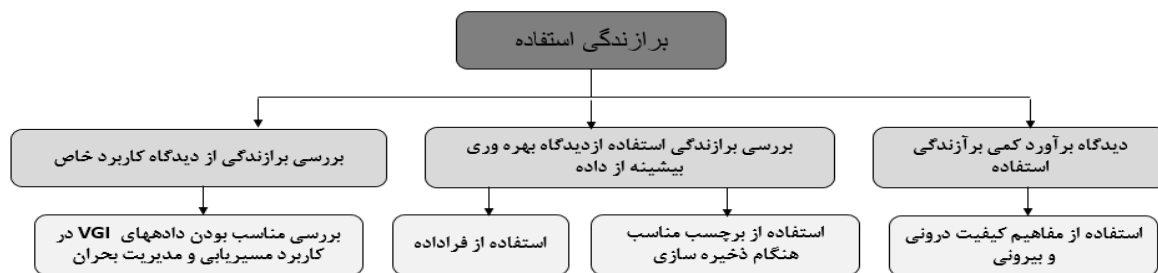 برازندگی استفاده
دیدگاه برآورد کمی برآزندگی
استفاده
بررسی برازندگی استفاده ازدیدگاه بهره وری
بیشینه از داده
بررسی برازندگی از دیدگاه کاربرد خاص
استفاده از مفاهیم کیفیت درونی
و بیرونی
استفاده از برچسب مناسب
هنگام ذخیره سازی
استفاده از فراداده
بررسی مناسب بودن دادههای VGI در
کاربرد مسیریابی و مدیریت بحران